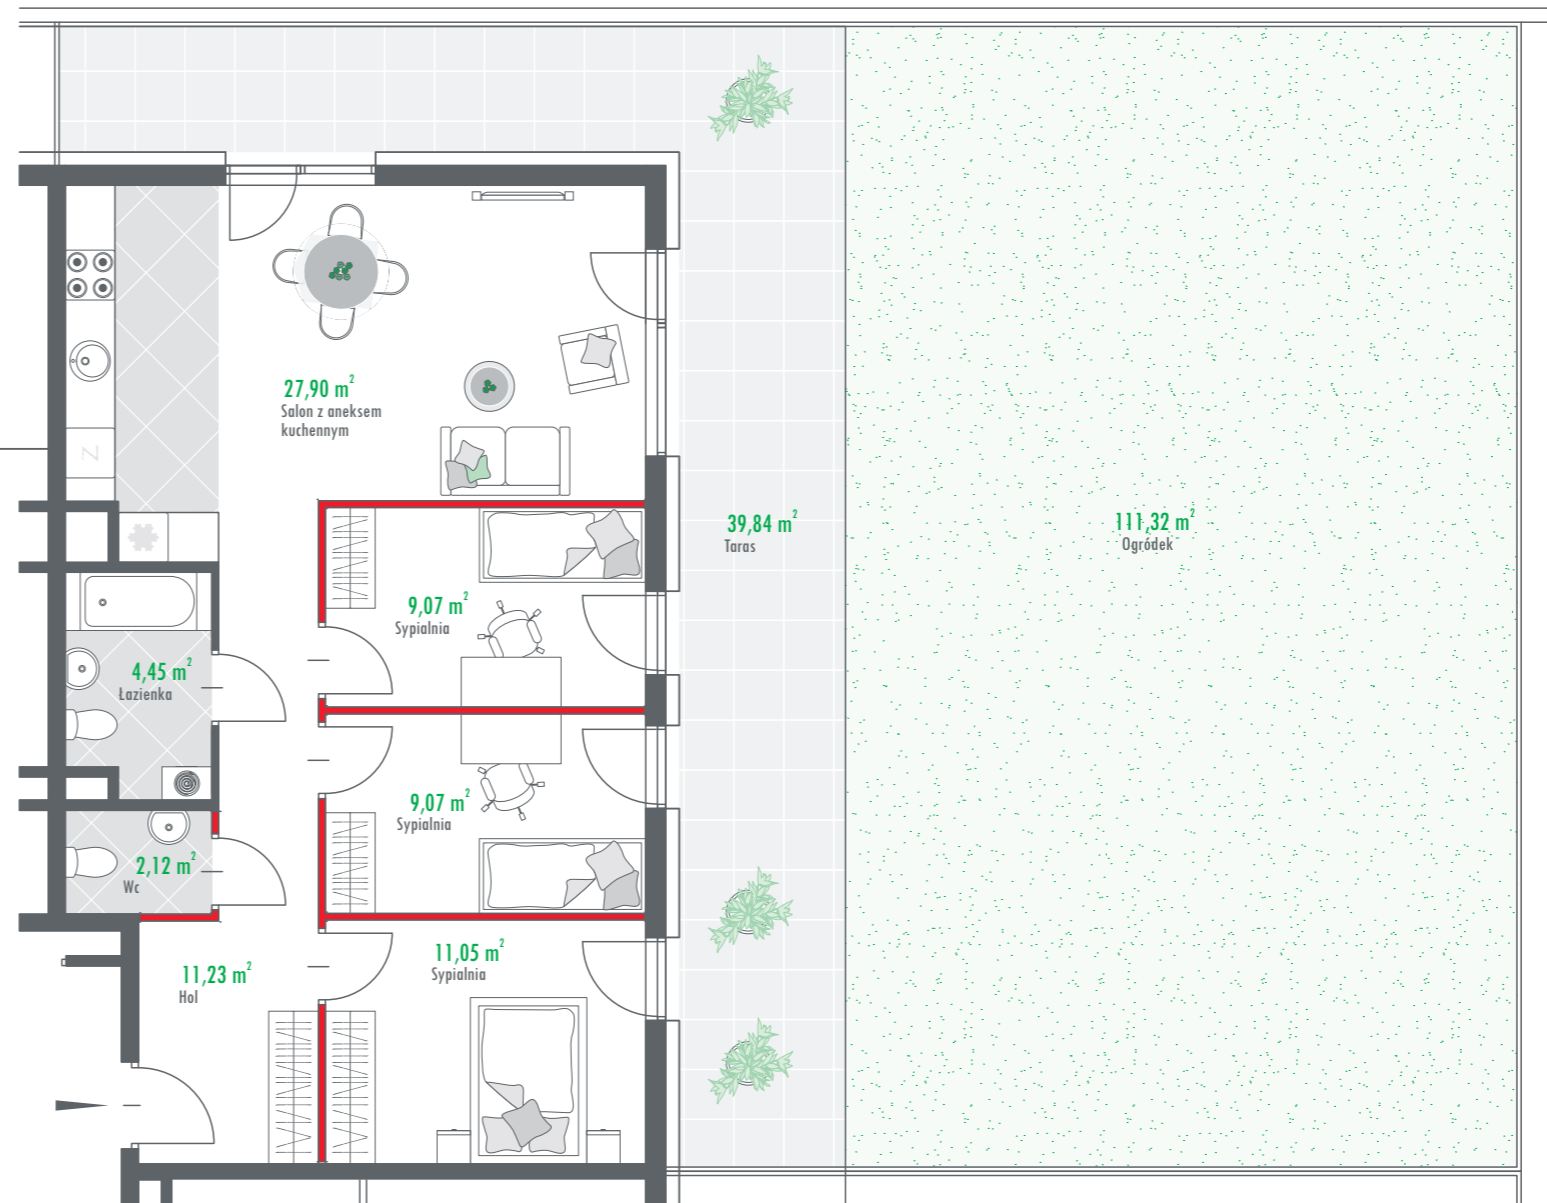 27,90 m²
Salon z aneksem
kuchennym
Z
39,84 m²
Taras
111,32 m²
Ogródek
9,07 m²
Sypialnia
4,45 m²
Łazienka
9,07 m²
Sypialnia
2,12 m²
Wc
11,05 m²
Sypialnia
11,23 m²
Hol